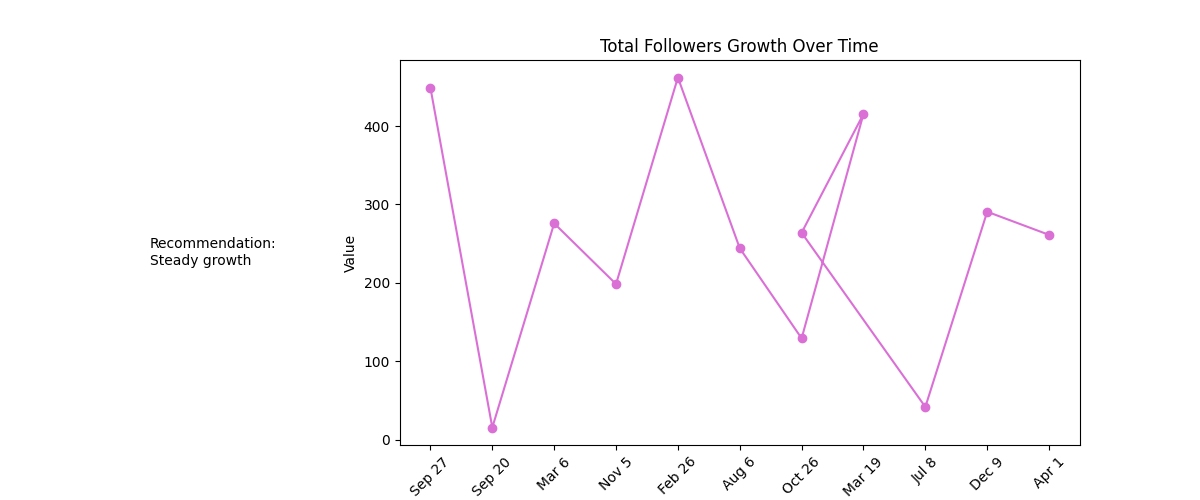 Total Followers Growth Over Time
Recommendation:
Steady growth
Value
400
300
200
100
0
Sep 27
Sep 20
Mar 6
Nov 5
Feb 26
Aug 6
Oct 26
Mar 19
Jul 8
Dec 9
Apr 1